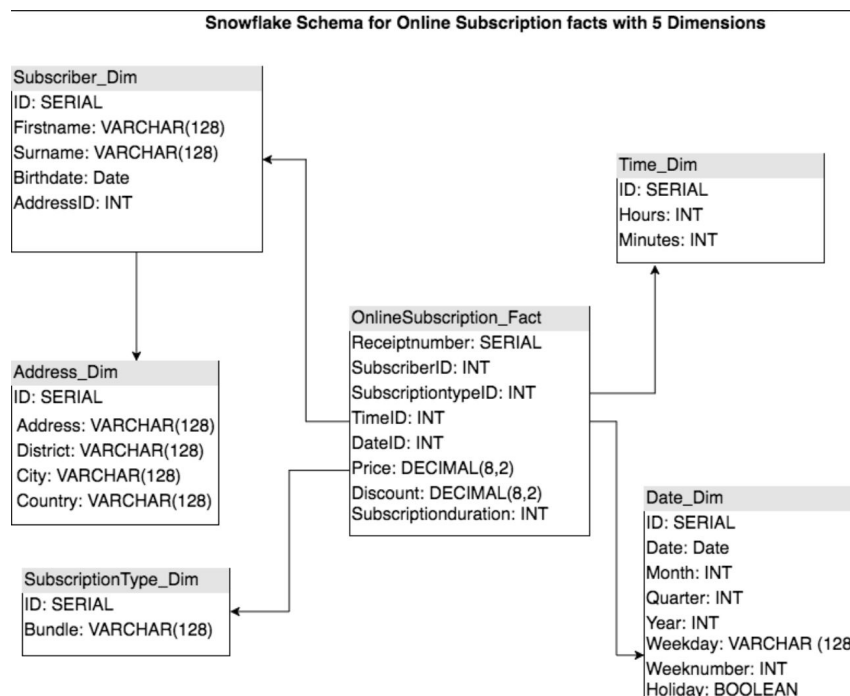 Snowflake Schema for Online Subscription facts with 5 Dimensions
Subscriber_Dim
ID: SERIAL
Firstname: VARCHAR(128)
Surname: VARCHAR(128)
Birthdate: Date
AddressID: INT
Time_Dim
ID: SERIAL
Hours: INT
Minutes: INT
OnlineSubscription_Fact
Receiptnumber: SERIAL
SubscriberID: INT
SubscriptiontypeID: INT
TimeID: INT
DateID: INT
Price: DECIMAL(8,2)
Discount: DECIMAL(8,2)
Subscriptionduration: INT
Address_Dim
ID: SERIAL
Address: VARCHAR(128)
District: VARCHAR(128)
City: VARCHAR(128)
Country: VARCHAR(128)
SubscriptionType_Dim
ID: SERIAL
Bundle: VARCHAR(128)
Date_Dim
ID: SERIAL
Date: Date
Month: INT
Quarter: INT
Year: INT
Weekday: VARCHAR (128
Weeknumber: INT
Holiday: BOOLEAN